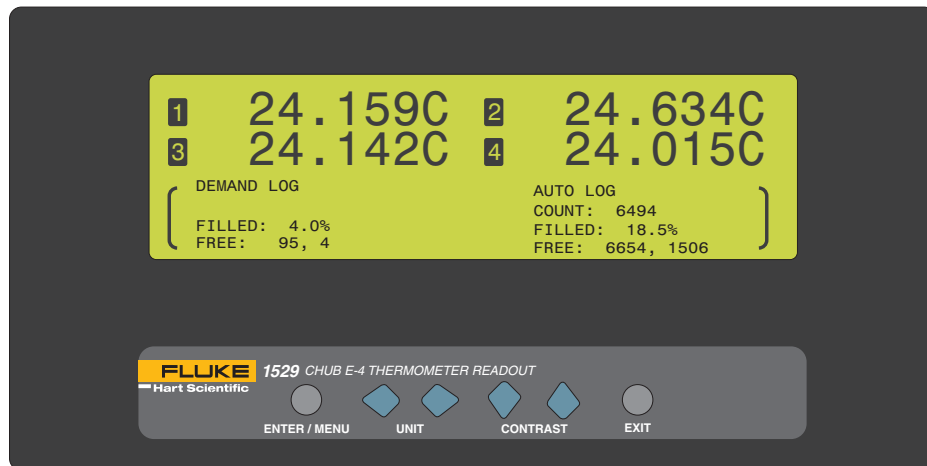 1 24.159C 2 24.634C
3 24.142C 4 24.015C
DEMAND LOG
FILLED: 4.0%
FREE: 95, 4
AUTO LOG
COUNT: 6494
FILLED: 18.5%
FREE: 6654, 1506
FLUKE 1529 CHUB E-4 THERMOMETER READOUT
Hart Scientific
ENTER / MENU UNIT CONTRAST EXIT